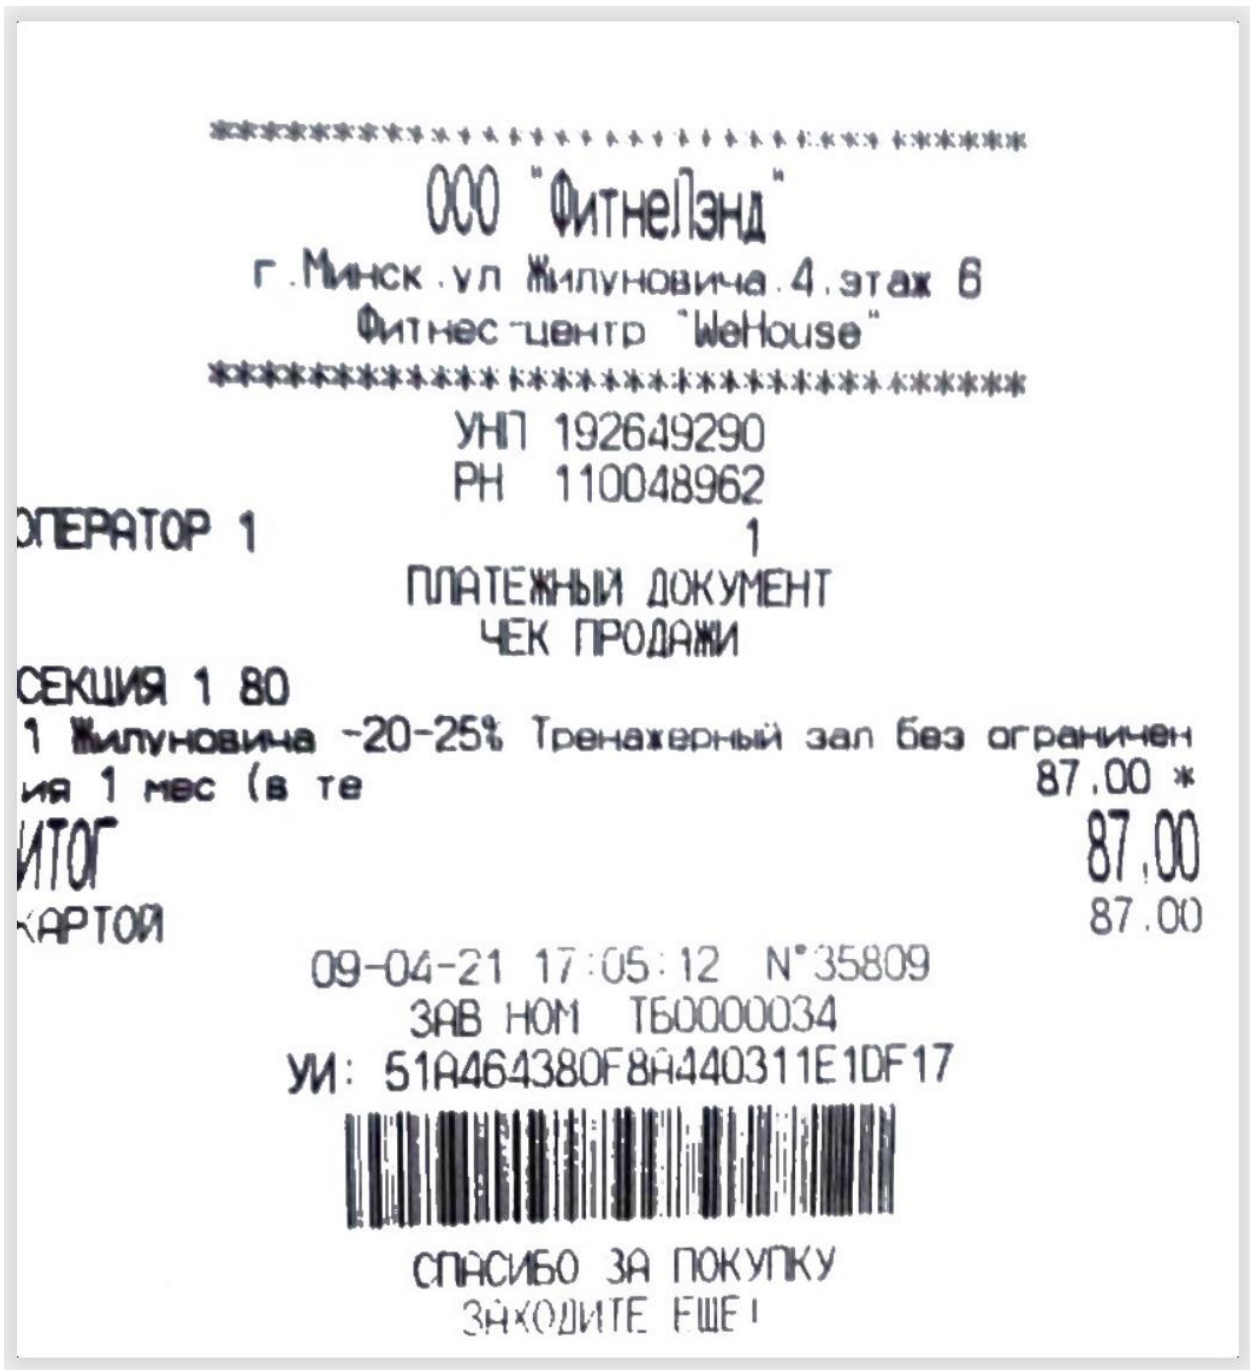 *********************************
ООО "ФитнеЛэнд"
г.Минск.ул Жилуновича.4.этаж 6
Фитнес-центр "WeHouse"
*********************************
УНП 192649290
РН 110048962
ОПЕРАТОР 1 1
ПЛАТЕЖНЫЙ ДОКУМЕНТ
ЧЕК ПРОДАЖИ
СЕКЦИЯ 1 80
1 Жилуновича -20-25% Тренажерный зал без ограничен
ия 1 мес (в те 87.00 *
ИТОГ 87.00
КАРТОЙ 87.00
09-04-21 17:05:12 N°35809
ЗАВ НОМ ТБ0000034
УИ: 51A464380F8A440311E1DF17
СПАСИБО ЗА ПОКУПКУ
ЗАХОДИТЕ ЕЩЕ!